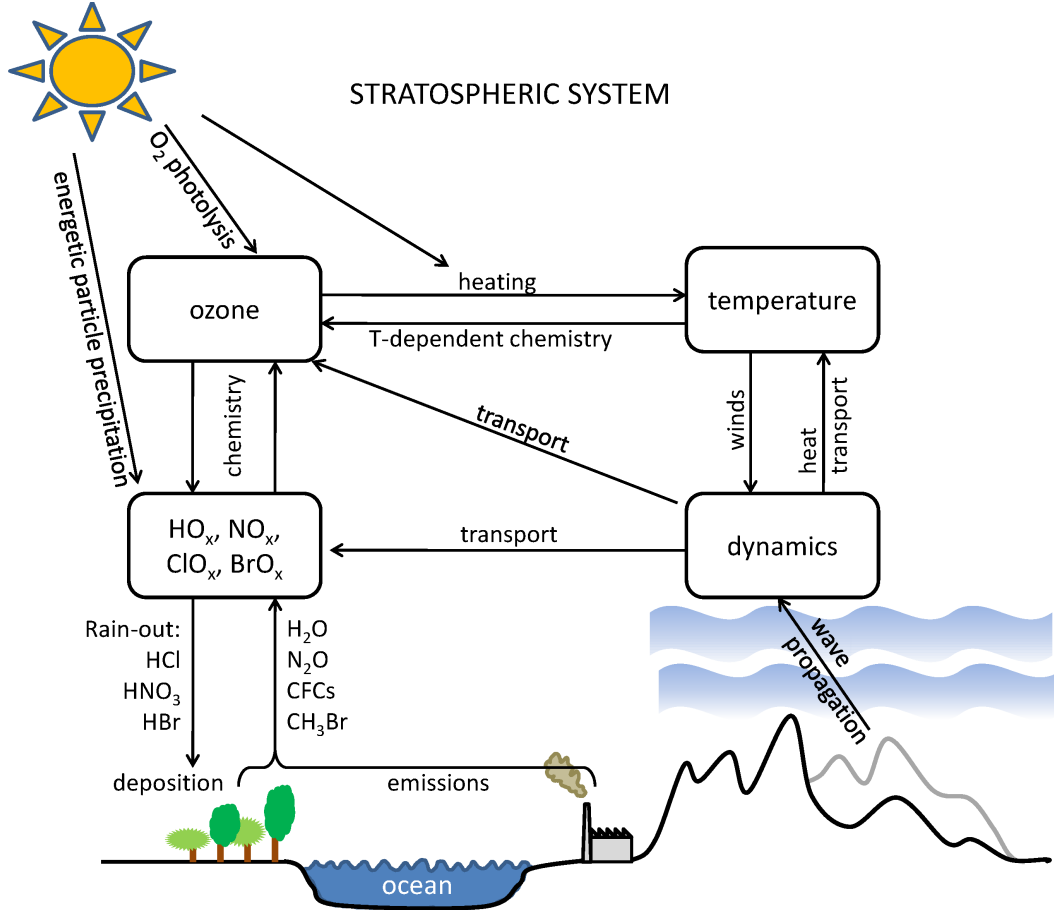 STRATOSPHERIC SYSTEM
O₂ photolysis
energetic particle precipitation
heating
ozone
temperature
T-dependent chemistry
chemistry
transport
winds
heat
transport
HOₓ, NOₓ,
ClOₓ, BrOₓ
transport
dynamics
Rain-out:
HCl
HNO₃
HBr
H₂O
N₂O
CFCs
CH₃Br
wave
propagation
deposition
emissions
ocean